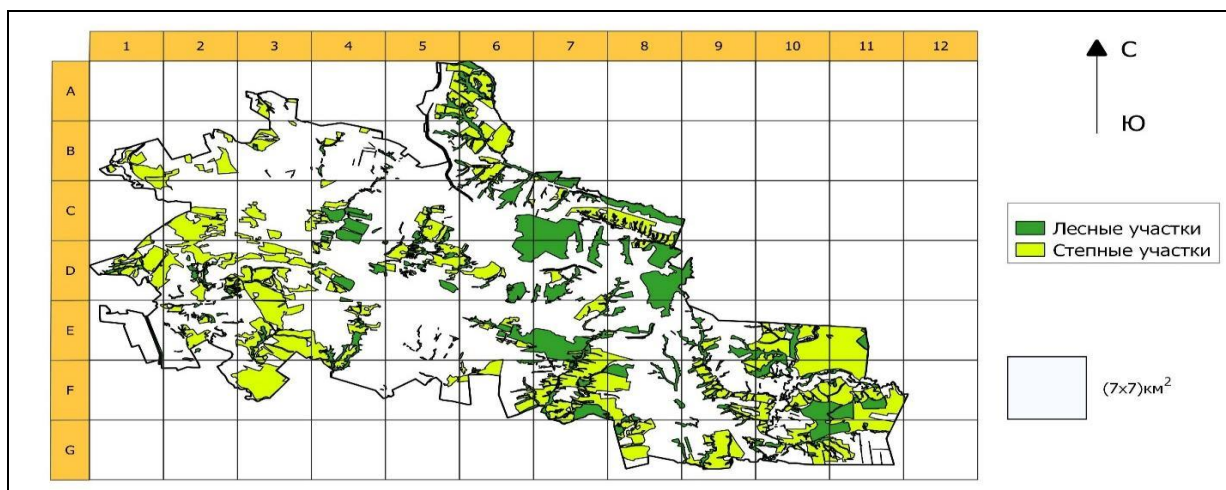 1 2 3 4 5 6 7 8 9 10 11 12
A
B
C
D
E
F
G
С
Ю
Лесные участки
Степные участки
(7x7)км²